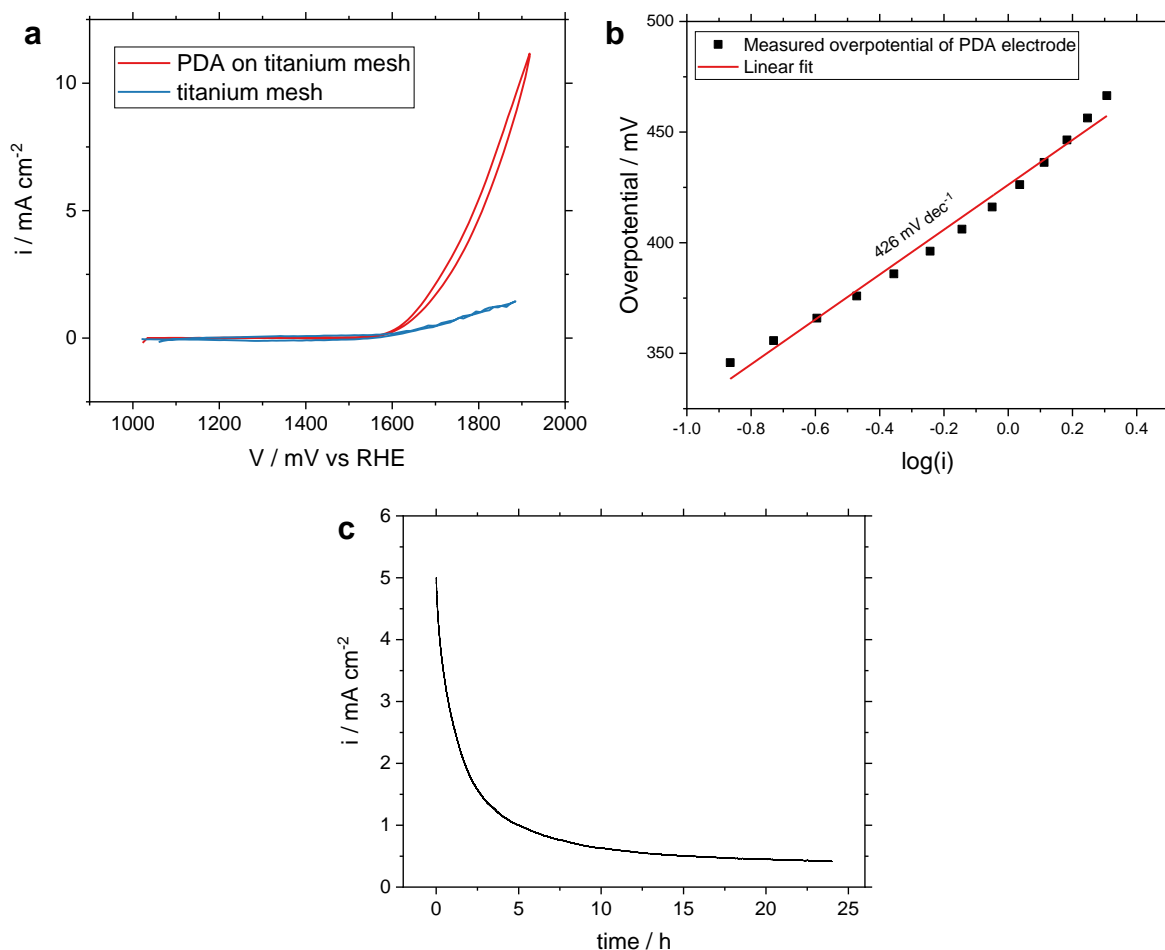 a
PDA on titanium mesh
titanium mesh
10
5
0
i / mA cm⁻²
1000 1200 1400 1600 1800 2000
V / mV vs RHE
b
Measured overpotential of PDA electrode
Linear fit
500
450
400
350
Overpotential / mV
426 mV dec⁻¹
-1.0 -0.8 -0.6 -0.4 -0.2 0.0 0.2 0.4
log(i)
c
6
5
4
3
2
1
0
i / mA cm⁻²
0 5 10 15 20 25
time / h